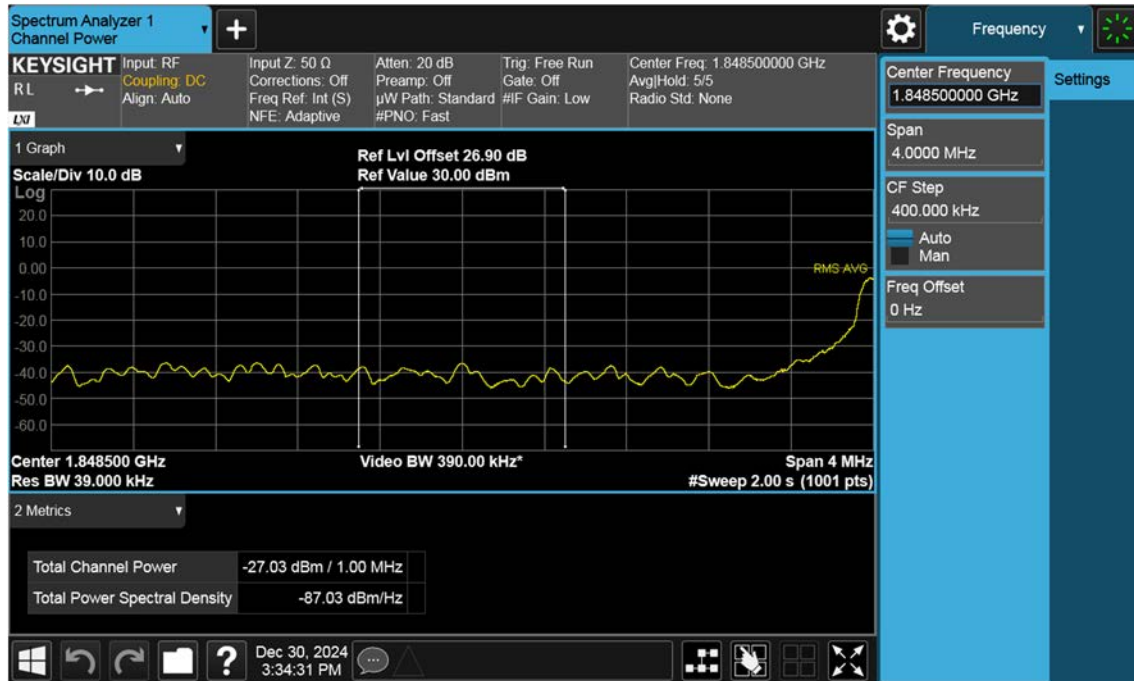 Spectrum Analyzer 1
Channel Power
Frequency
KEYSIGHT
R L
LXI
Input: RF
Coupling: DC
Align: Auto
Input Z: 50 Ω
Corrections: Off
Freq Ref: Int (S)
NFE: Adaptive
Atten: 20 dB
Preamp: Off
µW Path: Standard
#PNO: Fast
Trig: Free Run
Gate: Off
#IF Gain: Low
Center Freq: 1.848500000 GHz
Avg|Hold: 5/5
Radio Std: None
Center Frequency
1.848500000 GHz
Settings
Span
4.0000 MHz
CF Step
400.000 kHz
Auto
Man
Freq Offset
0 Hz
1 Graph
Scale/Div 10.0 dB
Ref Lvl Offset 26.90 dB
Ref Value 30.00 dBm
Log
20.0
10.0
0.00
RMS AVG
-10.0
-20.0
-30.0
-40.0
-50.0
-60.0
Center 1.848500 GHz
Res BW 39.000 kHz
Video BW 390.00 kHz*
Span 4 MHz
#Sweep 2.00 s (1001 pts)
2 Metrics
Total Channel Power -27.03 dBm / 1.00 MHz
Total Power Spectral Density -87.03 dBm/Hz
?
Dec 30, 2024
3:34:31 PM